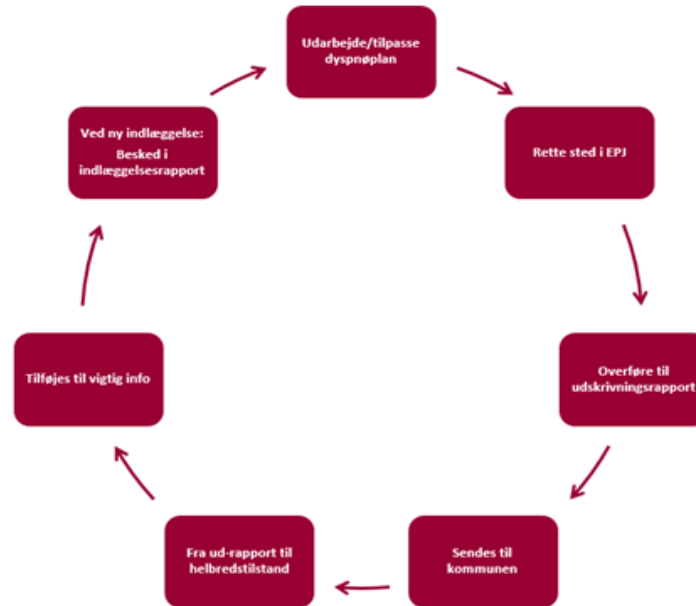 Udarbejde/tilpasse
dyspnøplan
Rette sted i EPJ
Overføre til
udskrivningsrapport
Sendes til
kommunen
Fra ud-rapport til
helbredstilstand
Tilføjes til vigtig info
Ved ny indlæggelse:
Besked i
indlæggelsesrapport